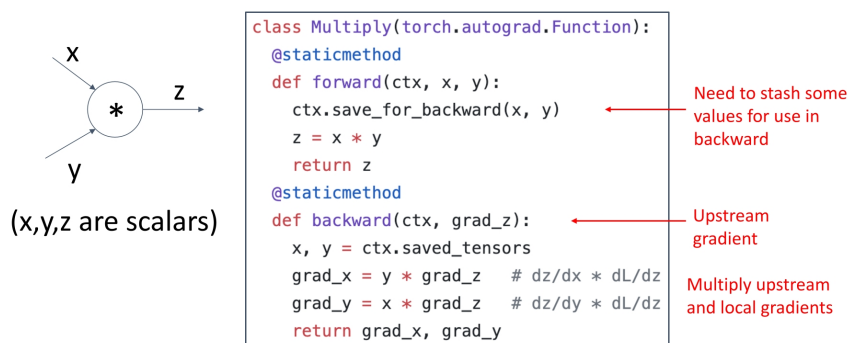 x
*
z
y
(x,y,z are scalars)
class Multiply(torch.autograd.Function):
  @staticmethod
  def forward(ctx, x, y):
    ctx.save_for_backward(x, y)
    z = x * y
    return z
  @staticmethod
  def backward(ctx, grad_z):
    x, y = ctx.saved_tensors
    grad_x = y * grad_z   # dz/dx * dL/dz
    grad_y = x * grad_z   # dz/dy * dL/dz
    return grad_x, grad_y
Need to stash some
values for use in
backward
Upstream
gradient
Multiply upstream
and local gradients